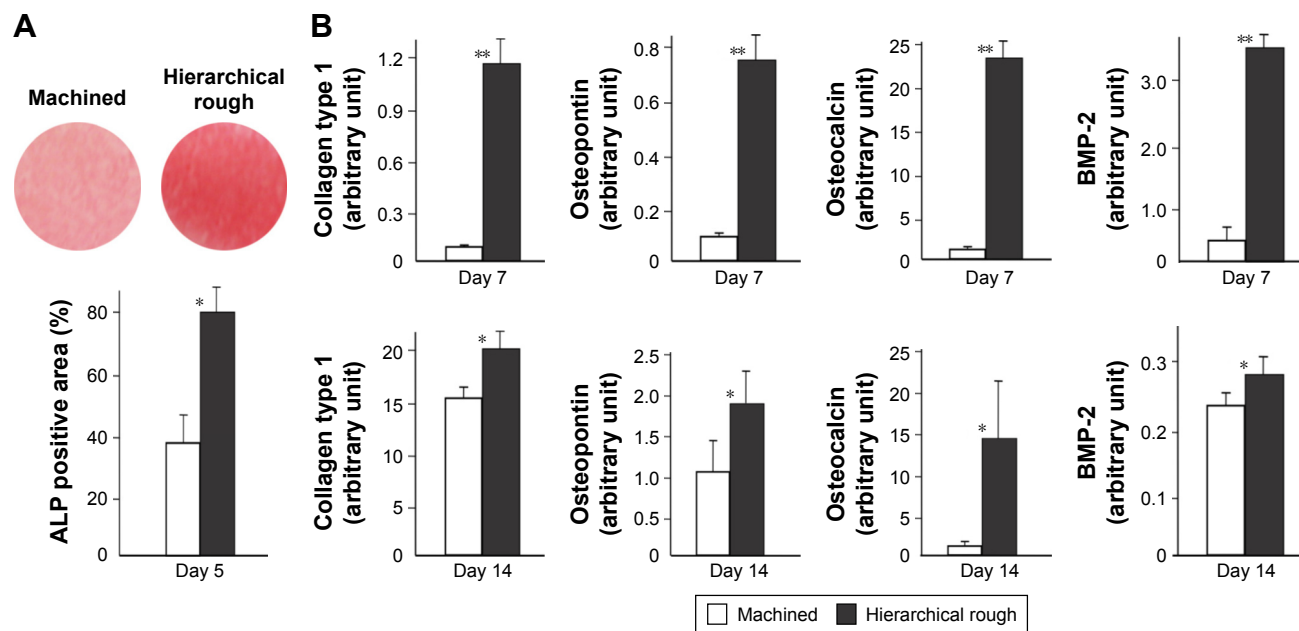 A
Machined
Hierarchical
rough
ALP positive area (%)
80
60
40
20
0
*
Day 5
B
Collagen type 1
(arbitrary unit)
1.2
0.9
0.6
0.3
0
**
Day 7
Osteopontin
(arbitrary unit)
0.8
0.6
0.4
0.2
0
**
Day 7
Osteocalcin
(arbitrary unit)
25
20
15
10
5
0
**
Day 7
BMP-2
(arbitrary unit)
3.0
2.0
1.0
0
**
Day 7
Collagen type 1
(arbitrary unit)
20
15
10
5
0
*
Day 14
Osteopontin
(arbitrary unit)
2.5
2.0
1.5
1.0
0.5
0
*
Day 14
Osteocalcin
(arbitrary unit)
25
20
15
10
5
0
*
Day 14
BMP-2
(arbitrary unit)
0.3
0.2
0.1
0
*
Day 14
Machined
Hierarchical rough